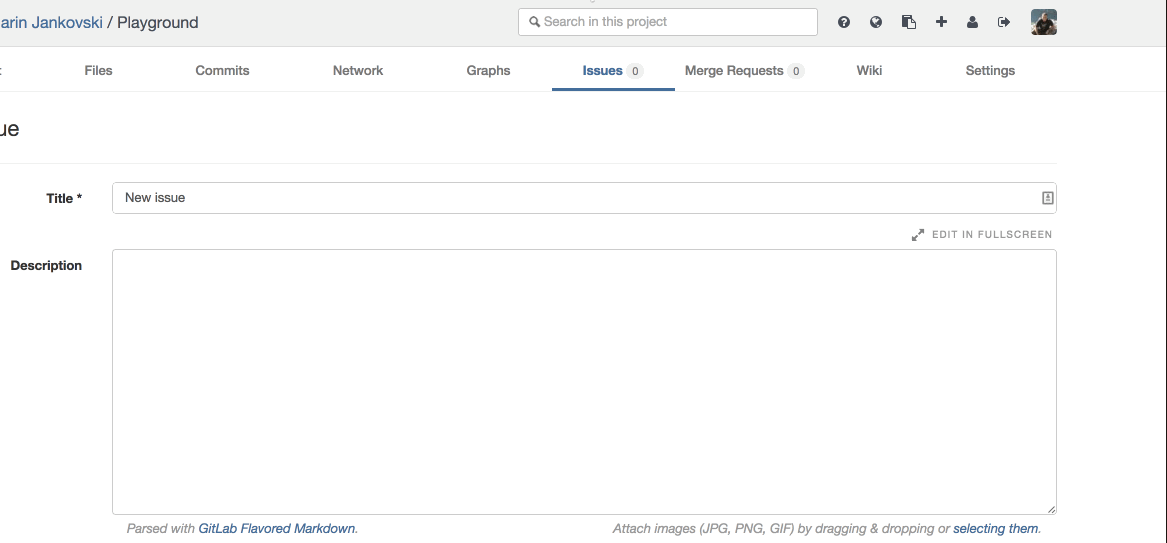 arin Jankovski / Playground
Search in this project
Files Commits Network Graphs Issues 0 Merge Requests 0 Wiki Settings
ue
Title *
New issue
EDIT IN FULLSCREEN
Description
Parsed with GitLab Flavored Markdown.
Attach images (JPG, PNG, GIF) by dragging & dropping or selecting them.